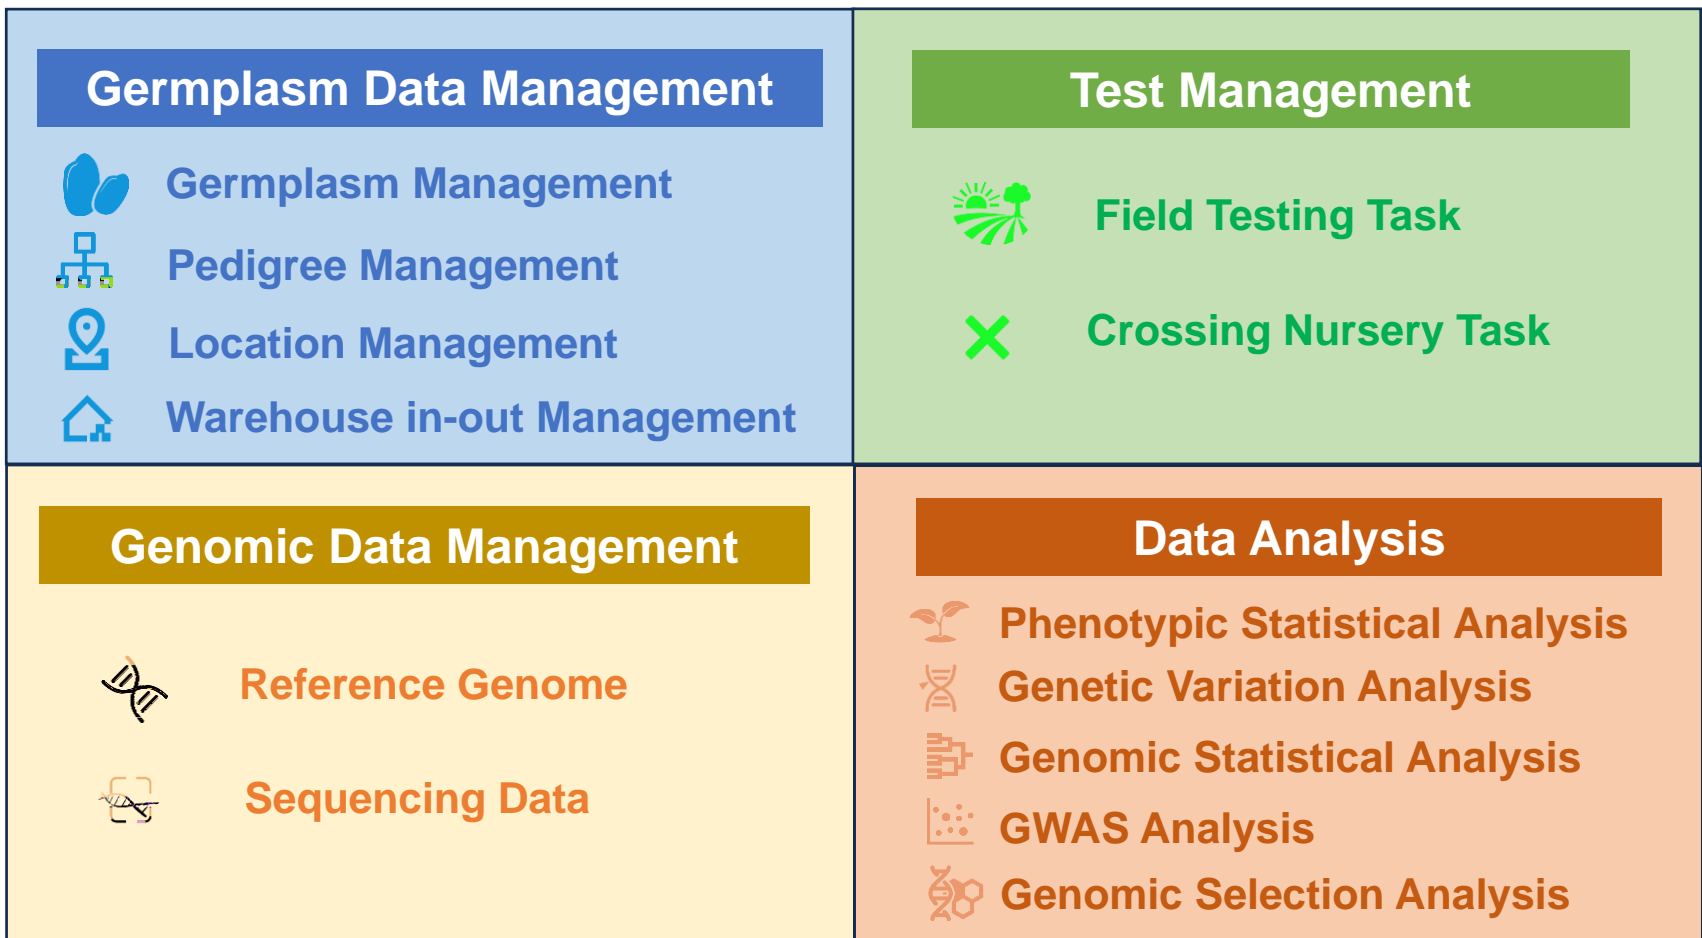 Germplasm Data Management
Germplasm Management
Pedigree Management
Location Management
Warehouse in-out Management
Test Management
Field Testing Task
Crossing Nursery Task
Genomic Data Management
Reference Genome
Sequencing Data
Data Analysis
Phenotypic Statistical Analysis
Genetic Variation Analysis
Genomic Statistical Analysis
GWAS Analysis
Genomic Selection Analysis